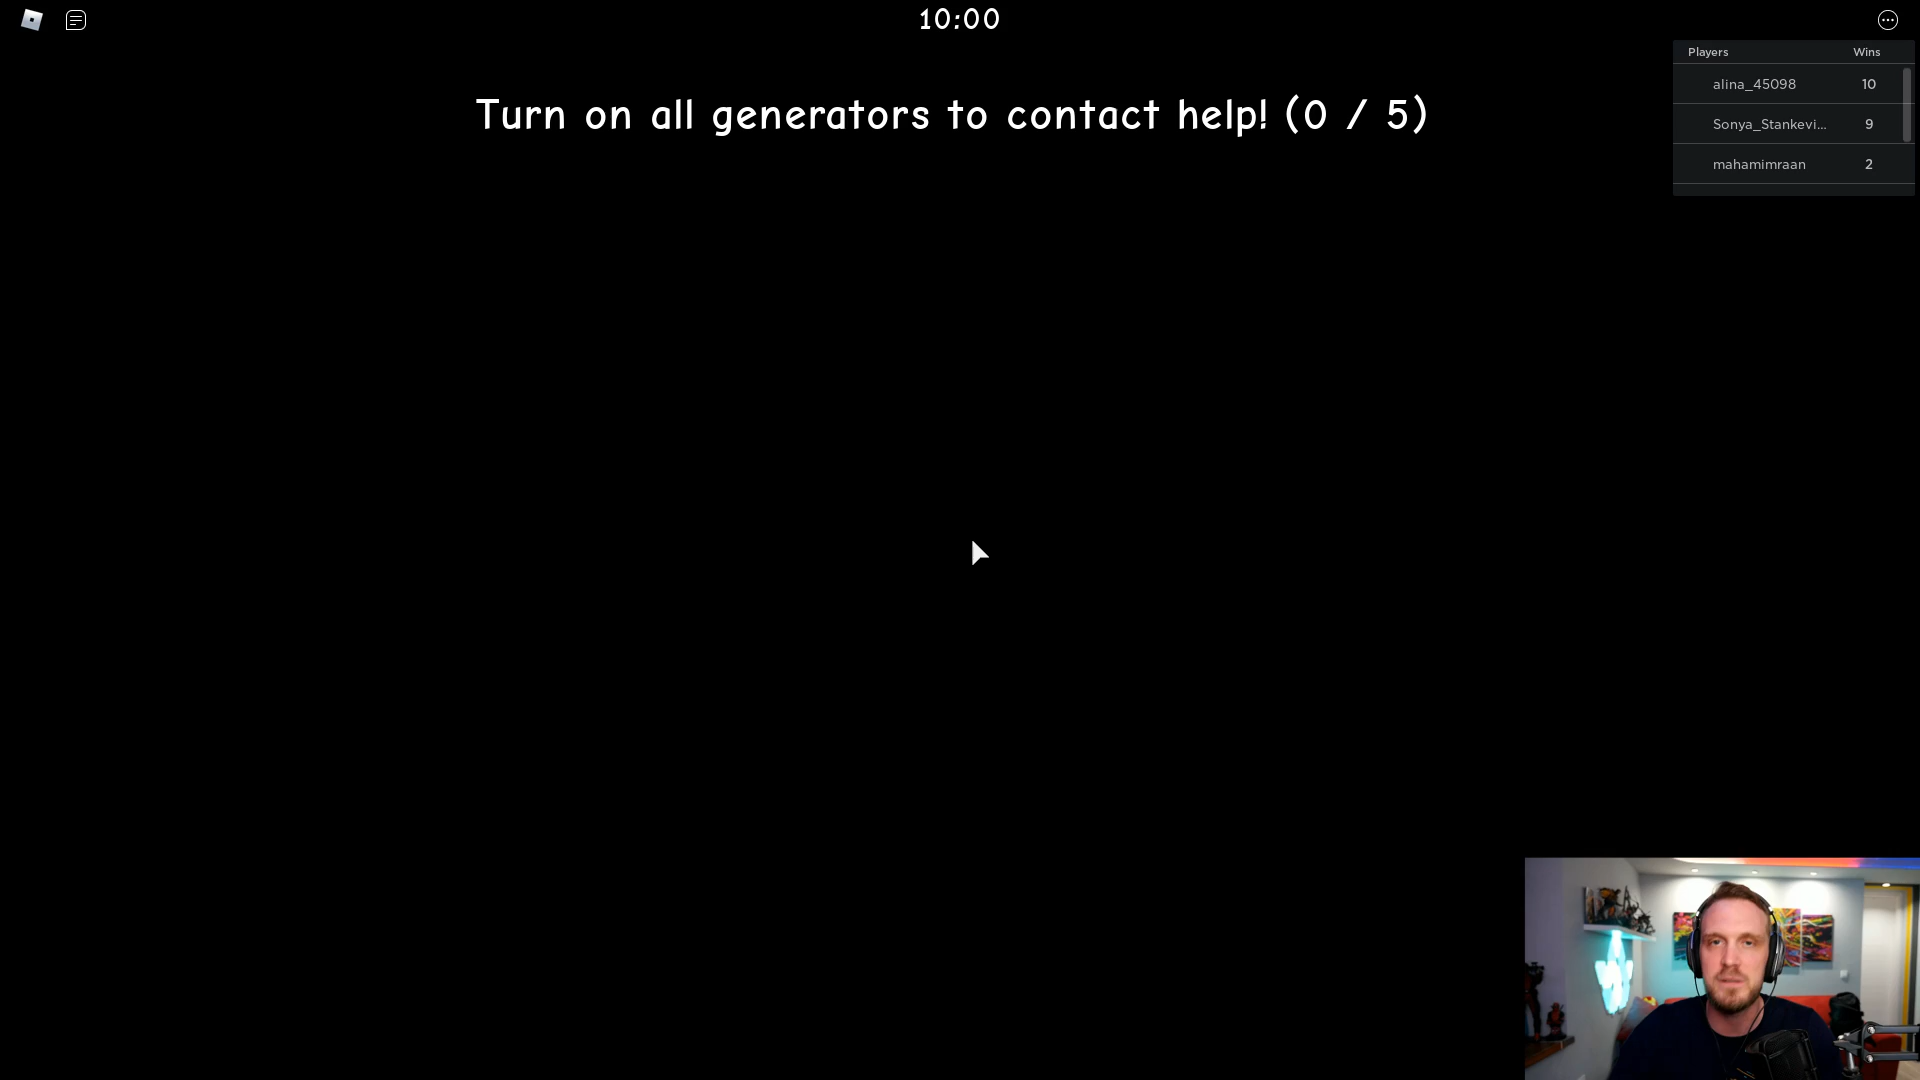 10:00
Players Wins
Turn on all generators to contact help! (0 / 5)
alina_45098 10
Sonya_Stankevi... 9
mahamimraan 2